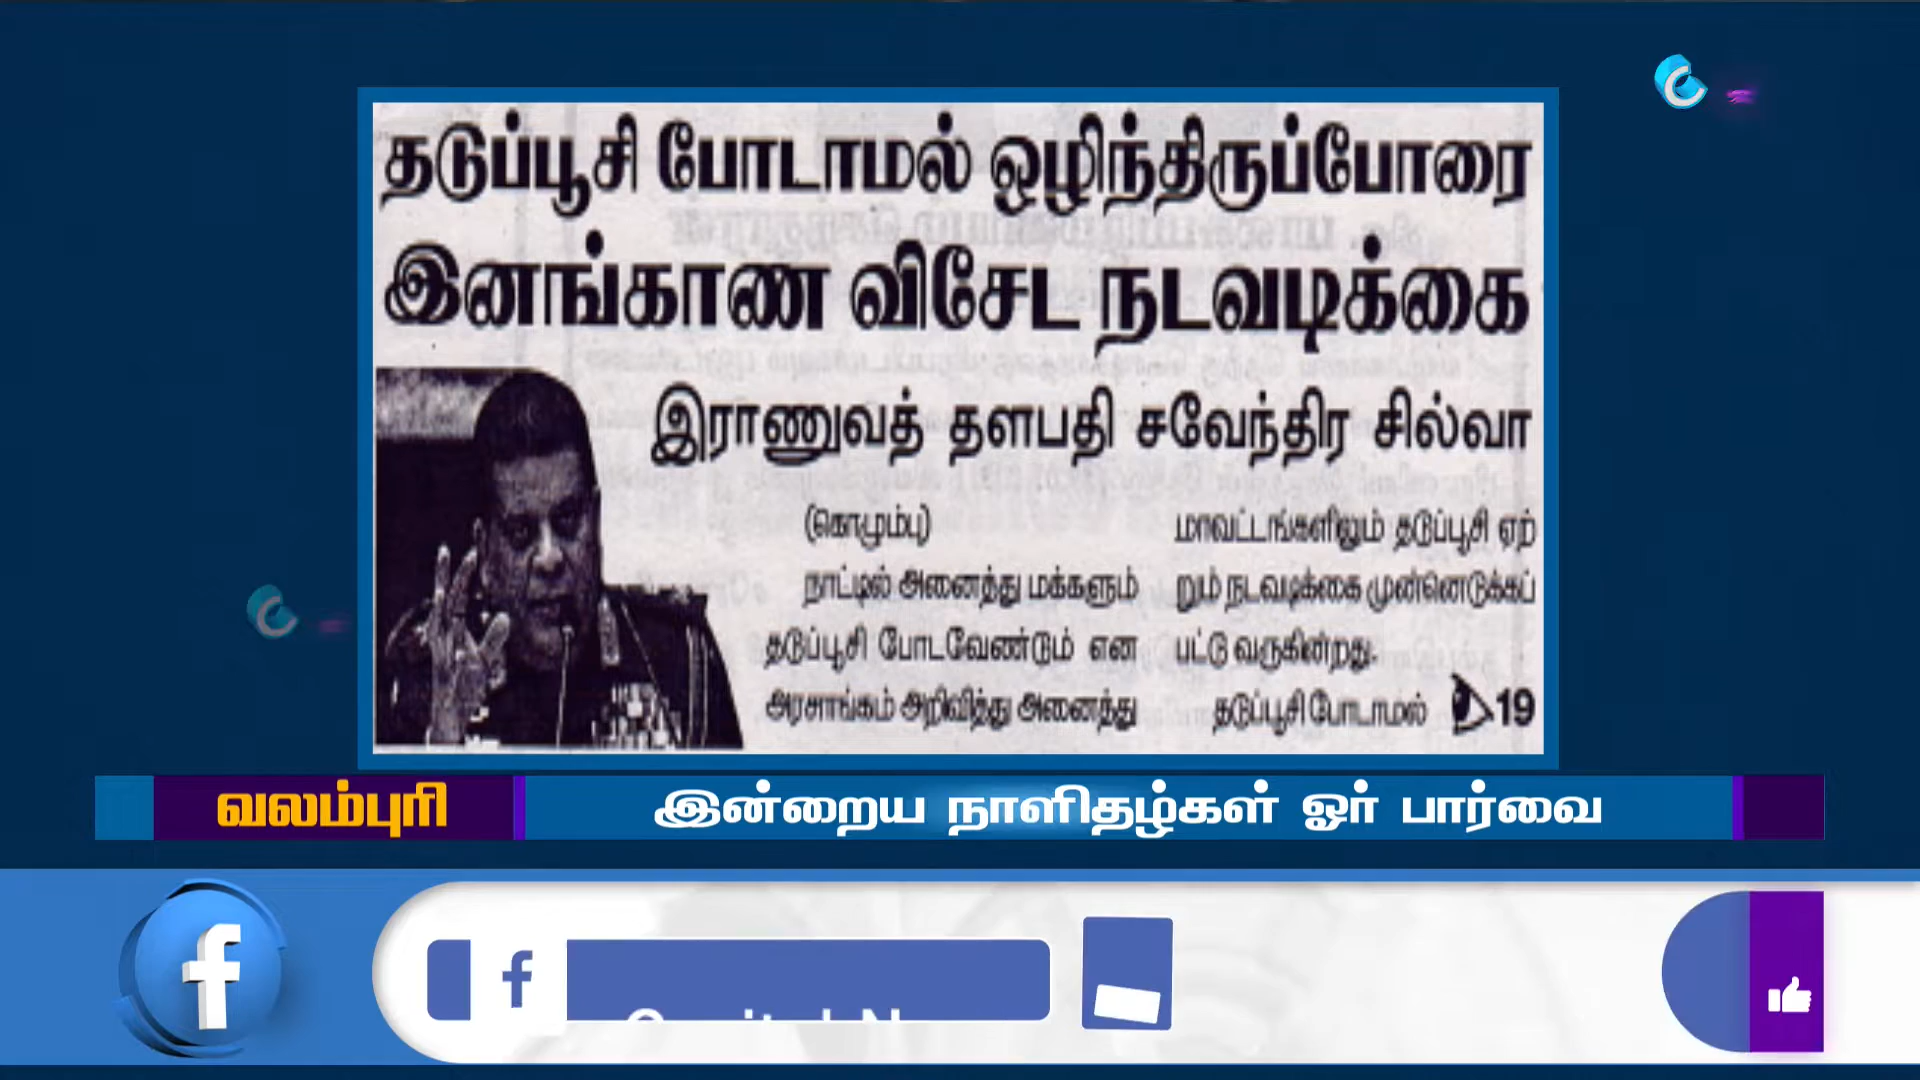 தடுப்பூசி போடாமல் ஒழிந்திருப்போரை
இனங்காண விசேட நடவடிக்கை
இராணுவத் தளபதி சவேந்திர சில்வா
(கொழும்பு)
நாட்டில் அனைத்து மக்களும்
தடுப்பூசி போடவேண்டும் என
அரசாங்கம் அறிவித்து அனைத்து
மாவட்டங்களிலும் தடுப்பூசி ஏற்
றும் நடவடிக்கை முன்னெடுக்கப்
பட்டு வருகின்றது.
தடுப்பூசி போடாமல் 19
வலம்புரி
இன்றைய நாளிதழ்கள் ஓர் பார்வை